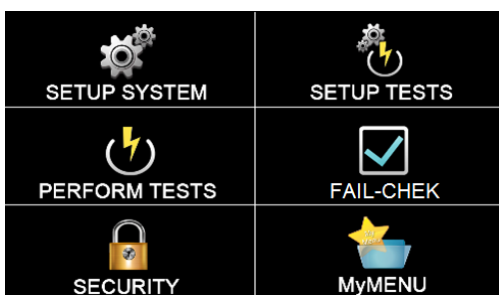 SETUP SYSTEM
SETUP TESTS
PERFORM TESTS
FAIL-CHEK
SECURITY
MyMENU